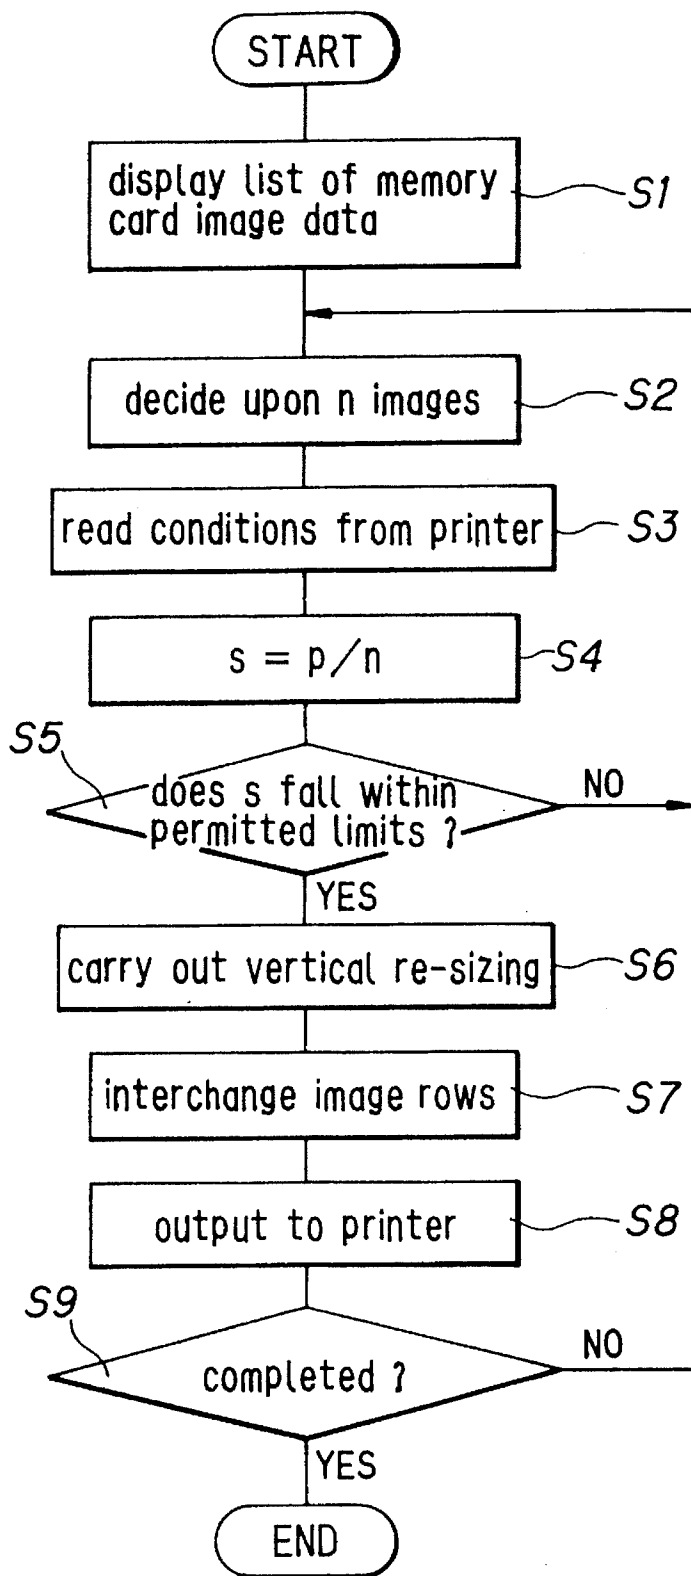 START
display list of memory
card image data
S1
decide upon n images
S2
read conditions from printer
S3
s = p/n
S4
S5
does s fall within
permitted limits ?
NO
YES
carry out vertical re-sizing
S6
interchange image rows
S7
output to printer
S8
S9
completed ?
NO
YES
END